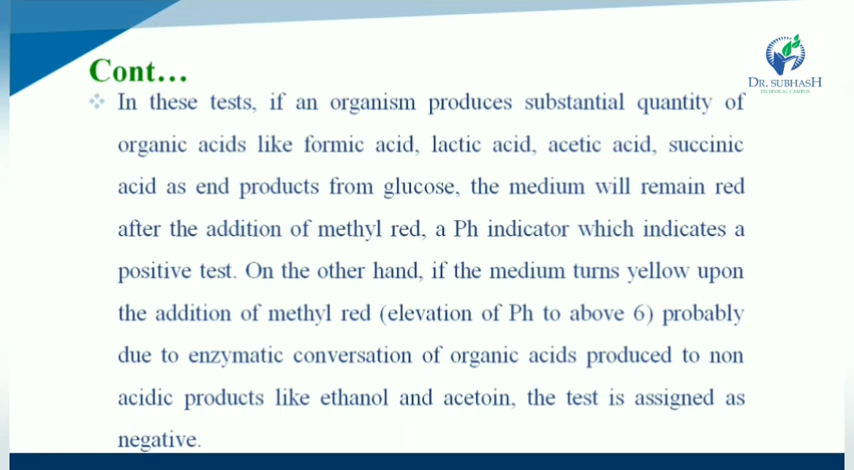 Cont…
DR. SUBHASH
TECHNICAL CAMPUS
In these tests, if an organism produces substantial quantity of
organic acids like formic acid, lactic acid, acetic acid, succinic
acid as end products from glucose, the medium will remain red
after the addition of methyl red, a Ph indicator which indicates a
positive test. On the other hand, if the medium turns yellow upon
the addition of methyl red (elevation of Ph to above 6) probably
due to enzymatic conversation of organic acids produced to non
acidic products like ethanol and acetoin, the test is assigned as
negative.